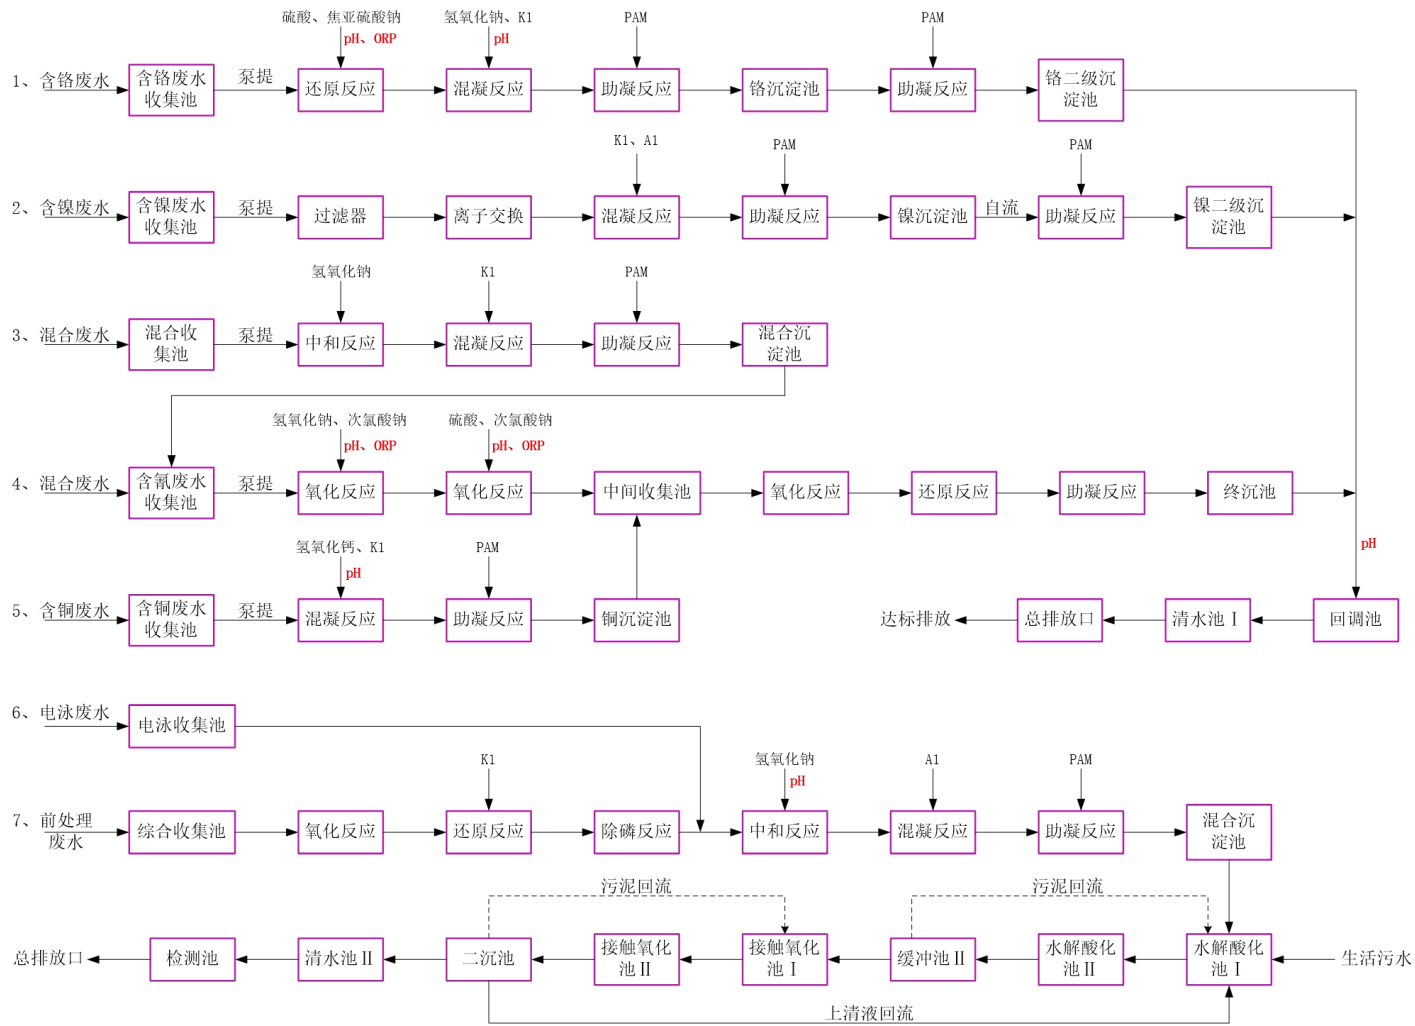 硫酸、焦亚硫酸钠
氢氧化钠、K1
PAM
PAM
pH、ORP
pH
1、含铬废水
含铬废水
收集池
泵提
还原反应
混凝反应
助凝反应
铬沉淀池
助凝反应
铬二级沉
淀池
K1、A1
PAM
PAM
2、含镍废水
含镍废水
收集池
泵提
过滤器
离子交换
混凝反应
助凝反应
镍沉淀池
自流
助凝反应
镍二级沉
淀池
氢氧化钠
K1
PAM
3、混合废水
混合收
集池
泵提
中和反应
混凝反应
助凝反应
混合沉
淀池
氢氧化钠、次氯酸钠
硫酸、次氯酸钠
pH、ORP
pH、ORP
4、混合废水
含氰废水
收集池
泵提
氧化反应
氧化反应
中间收集池
氧化反应
还原反应
助凝反应
终沉池
氢氧化钙、K1
PAM
pH
pH
5、含铜废水
含铜废水
收集池
泵提
混凝反应
助凝反应
铜沉淀池
达标排放
总排放口
清水池Ⅰ
回调池
6、电泳废水
电泳收集池
K1
氢氧化钠
A1
PAM
pH
7、前处理
废水
综合收集池
氧化反应
还原反应
除磷反应
中和反应
混凝反应
助凝反应
混合沉
淀池
污泥回流
污泥回流
总排放口
检测池
清水池Ⅱ
二沉池
接触氧化
池Ⅱ
接触氧化
池Ⅰ
缓冲池Ⅱ
水解酸化
池Ⅱ
水解酸化
池Ⅰ
生活污水
上清液回流